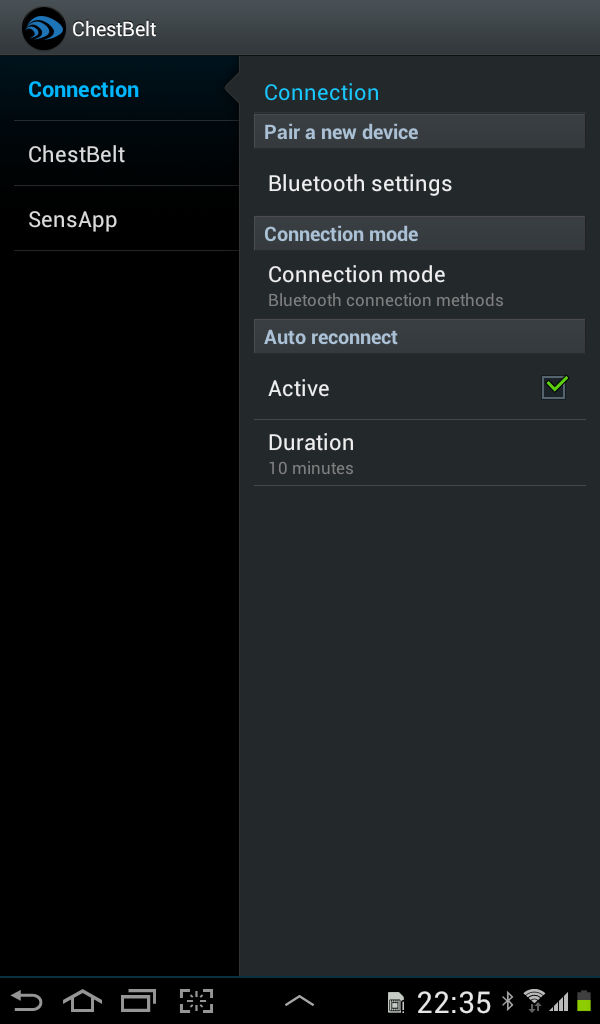 ChestBelt
Connection
ChestBelt
SensApp
Connection
Pair a new device
Bluetooth settings
Connection mode
Connection mode
Bluetooth connection methods
Auto reconnect
Active
Duration
10 minutes
22:35